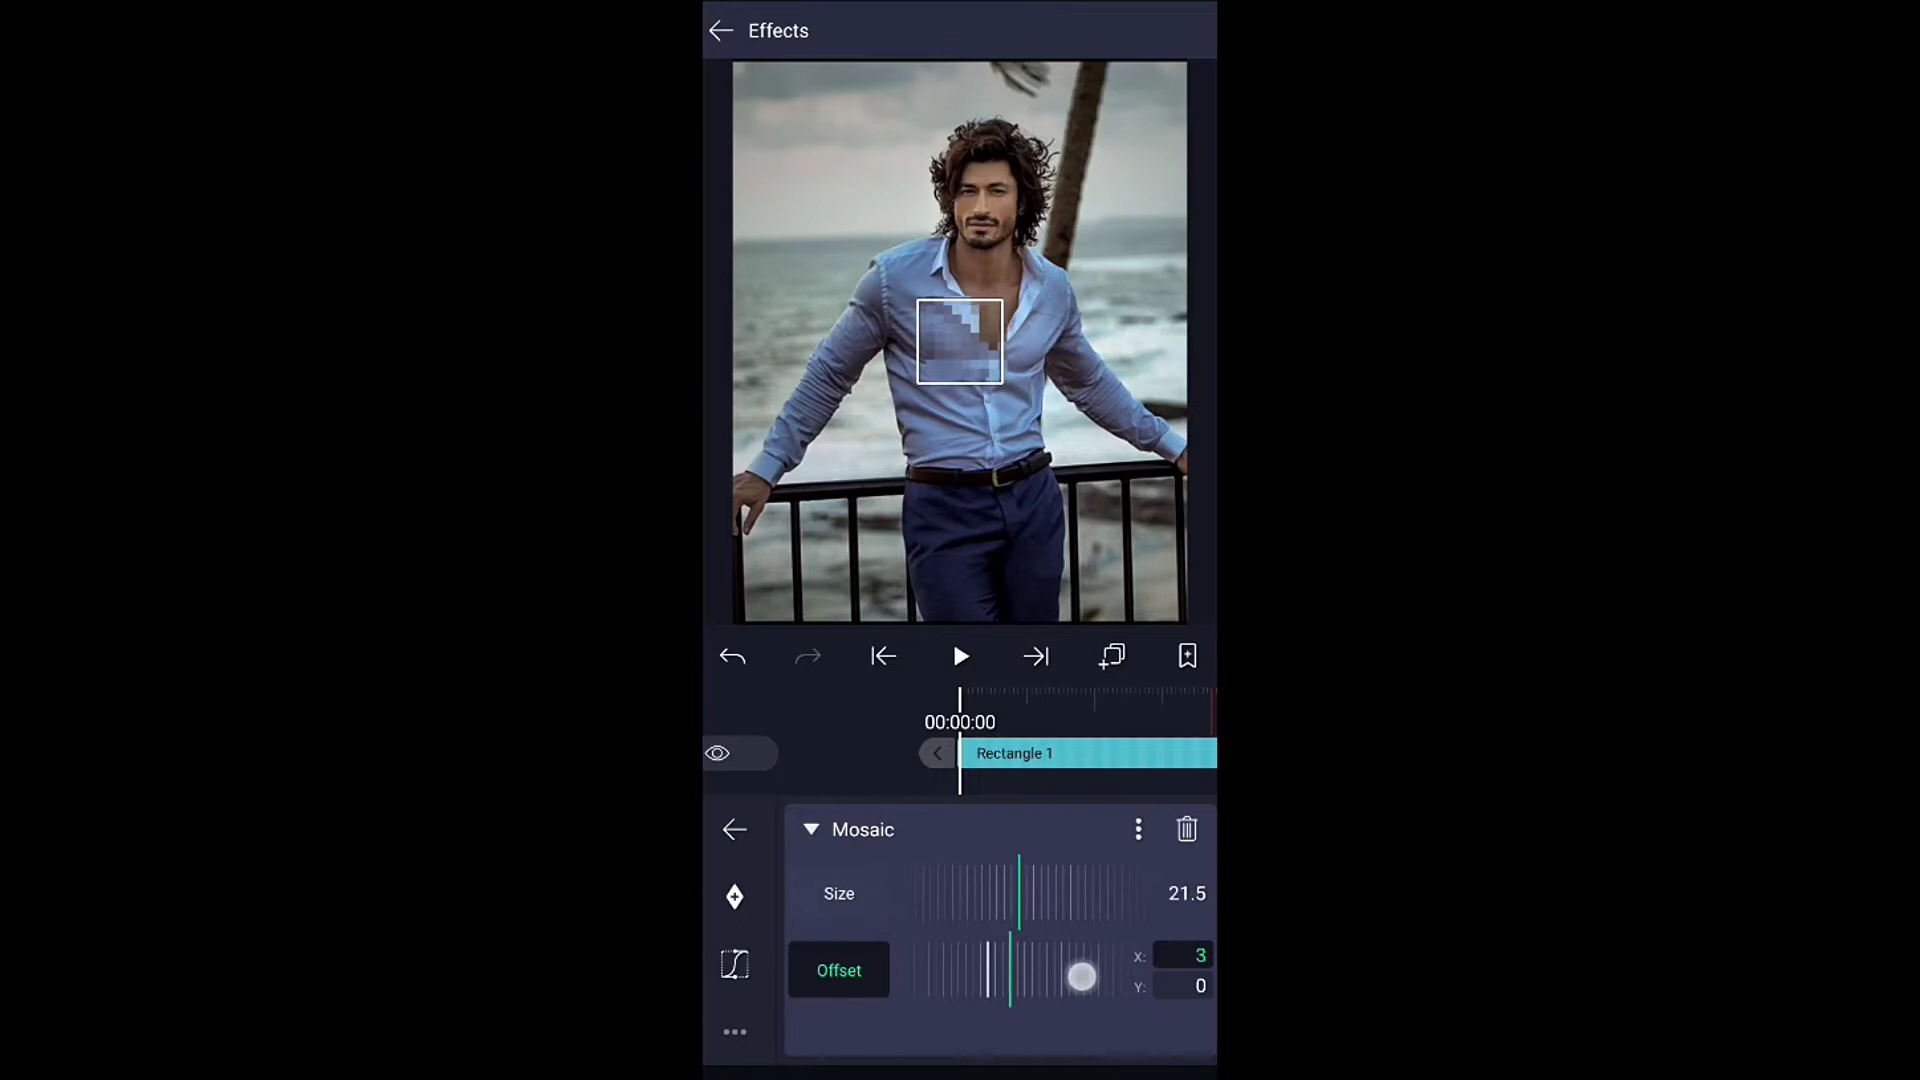 Effects
00:00:00
Rectangle 1
Mosaic
Size
21.5
Offset
X: 3
Y: 0